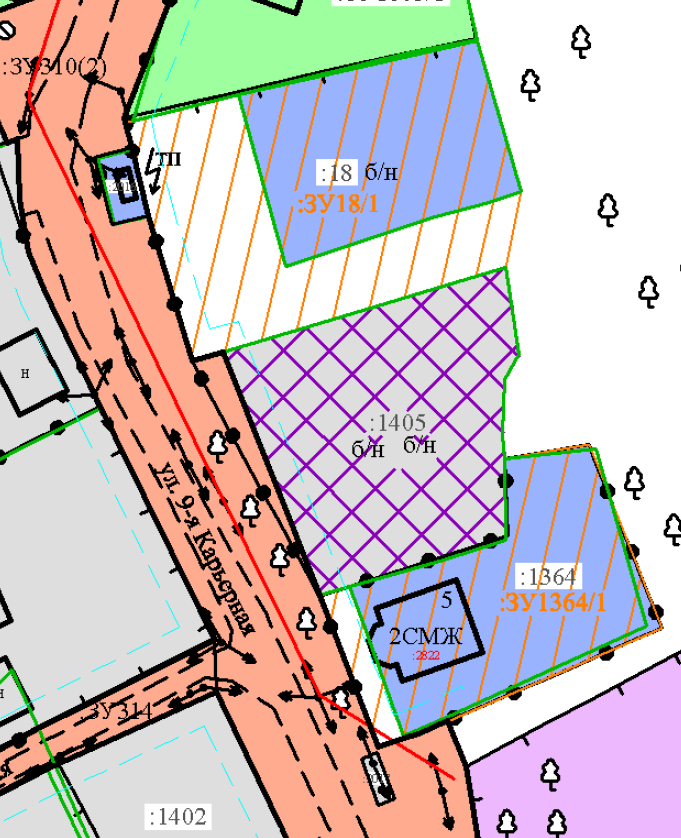 :ЗУ310(2)
ТП
:18 б/н
:ЗУ18/1
н
:1405
б/н б/н
ул. 9-я Карьерная
:1364
:ЗУ1364/1
5
2СМЖ
:2822
:ЗУ314
:1402